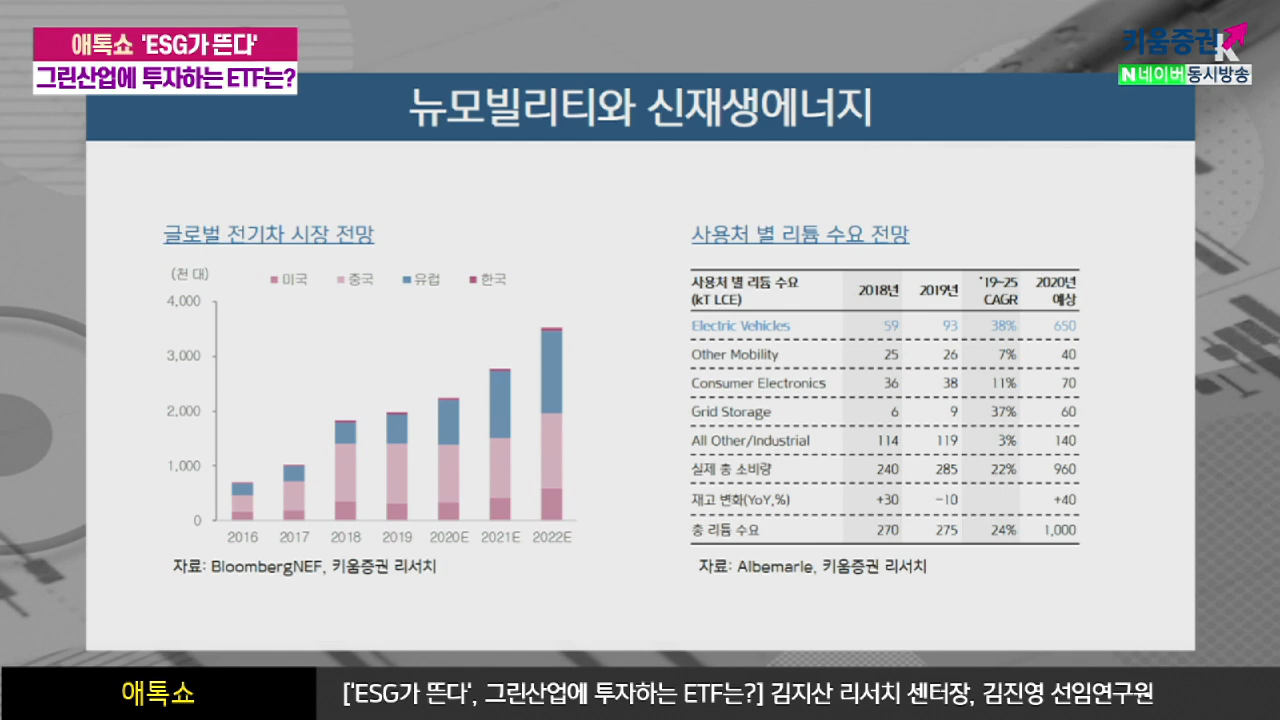 애톡쇼 'ESG가 뜬다'
그린산업에 투자하는 ETF는?
키움증권 K
N 네이버 동시방송
뉴모빌리티와 신재생에너지
글로벌 전기차 시장 전망
(천 대)
미국 중국 유럽 한국
4,000
3,000
2,000
1,000
0
2016 2017 2018 2019 2020E 2021E 2022E
자료: BloombergNEF, 키움증권 리서치
사용처 별 리튬 수요 전망
사용처 별 리튬 수요 2018년 2019년 '19-25 2020년
(kT LCE) CAGR 예상
Electric Vehicles 59 93 38% 650
Other Mobility 25 26 7% 40
Consumer Electronics 36 38 11% 70
Grid Storage 6 9 37% 60
All Other/Industrial 114 119 3% 140
실제 총 소비량 240 285 22% 960
재고 변화(YoY,%) +30 -10 +40
총 리튬 수요 270 275 24% 1,000
자료: Albemarle, 키움증권 리서치
애톡쇼
['ESG가 뜬다', 그린산업에 투자하는 ETF는?] 김지산 리서치 센터장, 김진영 선임연구원